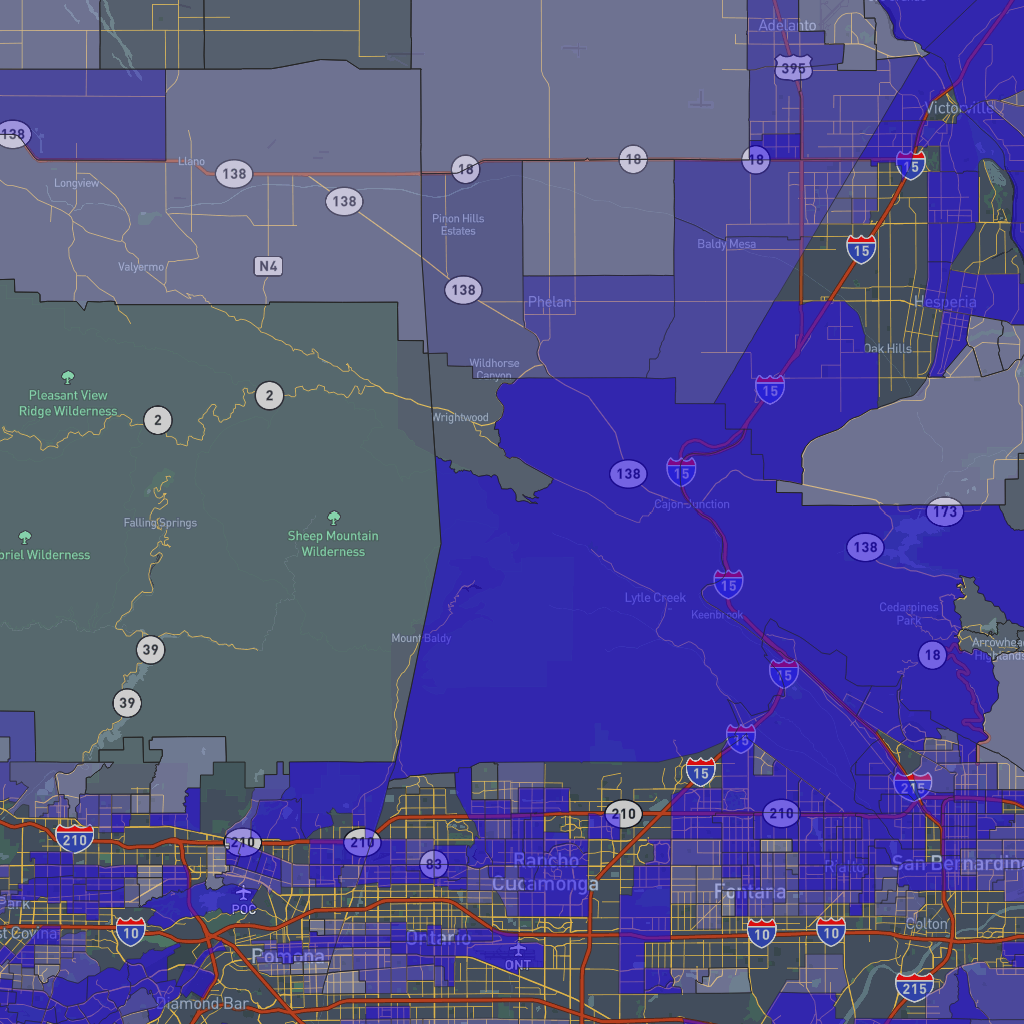 Adelanto
395
Victorville
138
Llano
138
18
18
18
15
Longview
138
Pinon Hills
Estates
Baldy Mesa
15
Valyermo
N4
138
Phelan
Hesperia
Oak Hills
Wildhorse
Canyon
Pleasant View
Ridge Wilderness
2
2
15
Wrightwood
138
15
Cajon Junction
173
Falling Springs
Sheep Mountain
Wilderness
138
briel Wilderness
15
Lytle Creek
Keenbrook
Cedarpines
Park
Mount Baldy
Arrowhead
Highlands
39
18
15
39
15
15
215
210
210
210
210
210
83
Rancho
Cucamonga
Rialto
San Bernardino
Fontana
Park
POC
10
st Covina
Ontario
10
10
Colton
Pomona
ONT
215
Diamond Bar